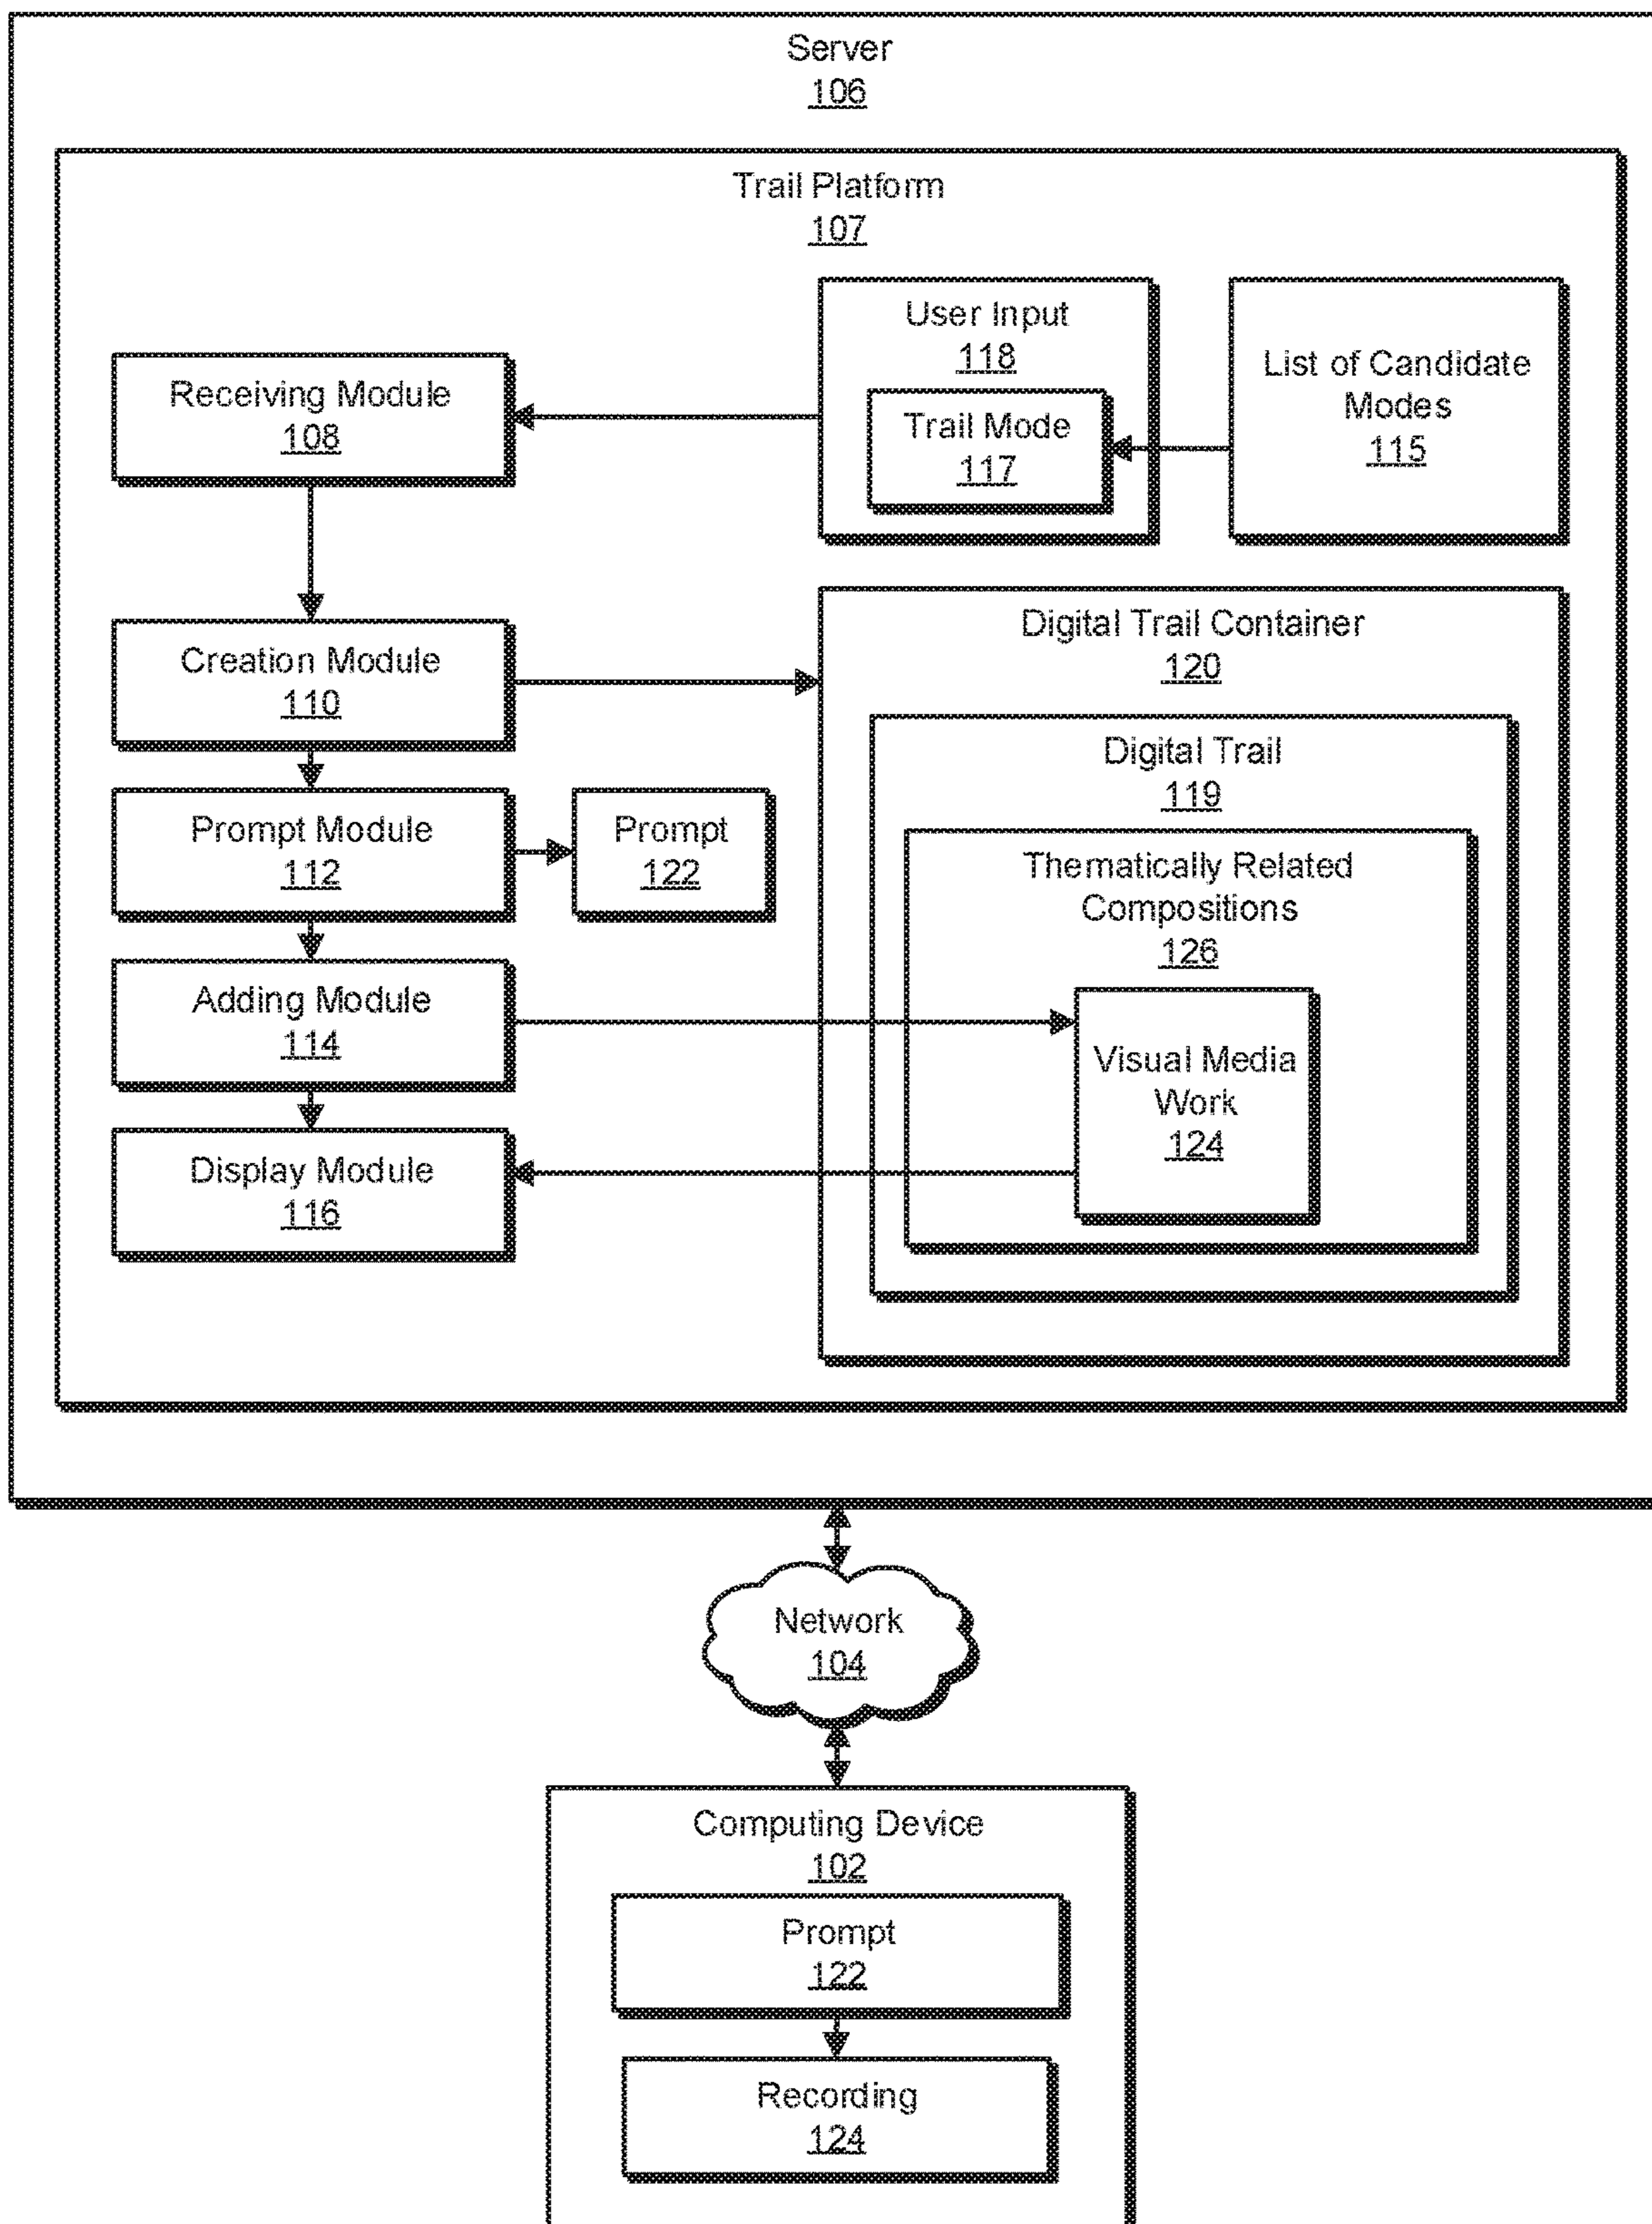 Server
106
Trail Platform
107
User Input
118
Trail Mode
117
List of Candidate
Modes
115
Receiving Module
108
Creation Module
110
Digital Trail Container
120
Digital Trail
119
Prompt Module
112
Prompt
122
Thematically Related
Compositions
126
Adding Module
114
Visual Media
Work
124
Display Module
116
Network
104
Computing Device
102
Prompt
122
Recording
124